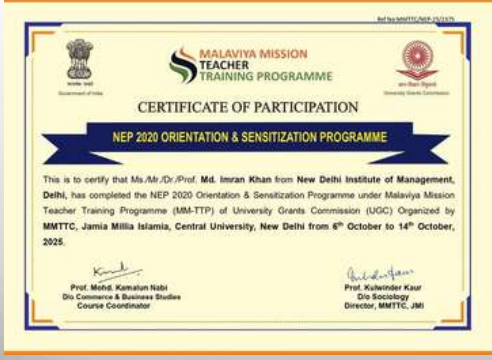 Ref No MMTTC/NEP-25/2375
MALAVIYA MISSION
TEACHER
TRAINING PROGRAMME
Government of India
University Grants Commission
CERTIFICATE OF PARTICIPATION
NEP 2020 ORIENTATION & SENSITIZATION PROGRAMME
This is to certify that Ms./Mr./Dr./Prof. Md. Imran Khan from New Delhi Institute of Management,
Delhi, has completed the NEP 2020 Orientation & Sensitization Programme under Malaviya Mission
Teacher Training Programme (MM-TTP) of University Grants Commission (UGC) Organized by
MMTTC, Jamia Millia Islamia, Central University, New Delhi from 6th October to 14th October,
2025.
Prof. Mohd. Kamalun Nabi
D/o Commerce & Business Studies
Course Coordinator
Prof. Kulwinder Kaur
D/o Sociology
Director, MMTTC, JMI